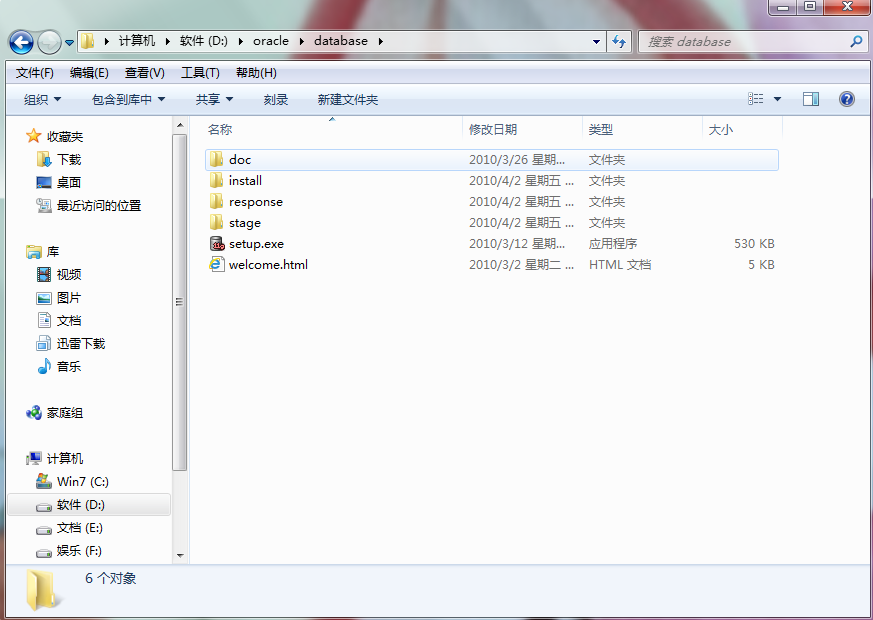 计算机 软件 (D:) oracle database 搜索 database
文件(F) 编辑(E) 查看(V) 工具(T) 帮助(H)
组织 包含到库中 共享 刻录 新建文件夹
名称 修改日期 类型 大小
收藏夹
下载
桌面
最近访问的位置
库
视频
图片
文档
迅雷下载
音乐
家庭组
计算机
Win7 (C:)
软件 (D:)
文档 (E:)
娱乐 (F:)
doc 2010/3/26 星期... 文件夹
install 2010/4/2 星期五 ... 文件夹
response 2010/4/2 星期五 ... 文件夹
stage 2010/4/2 星期五 ... 文件夹
setup.exe 2010/3/12 星期... 应用程序 530 KB
welcome.html 2010/3/2 星期二 ... HTML 文档 5 KB
6 个对象